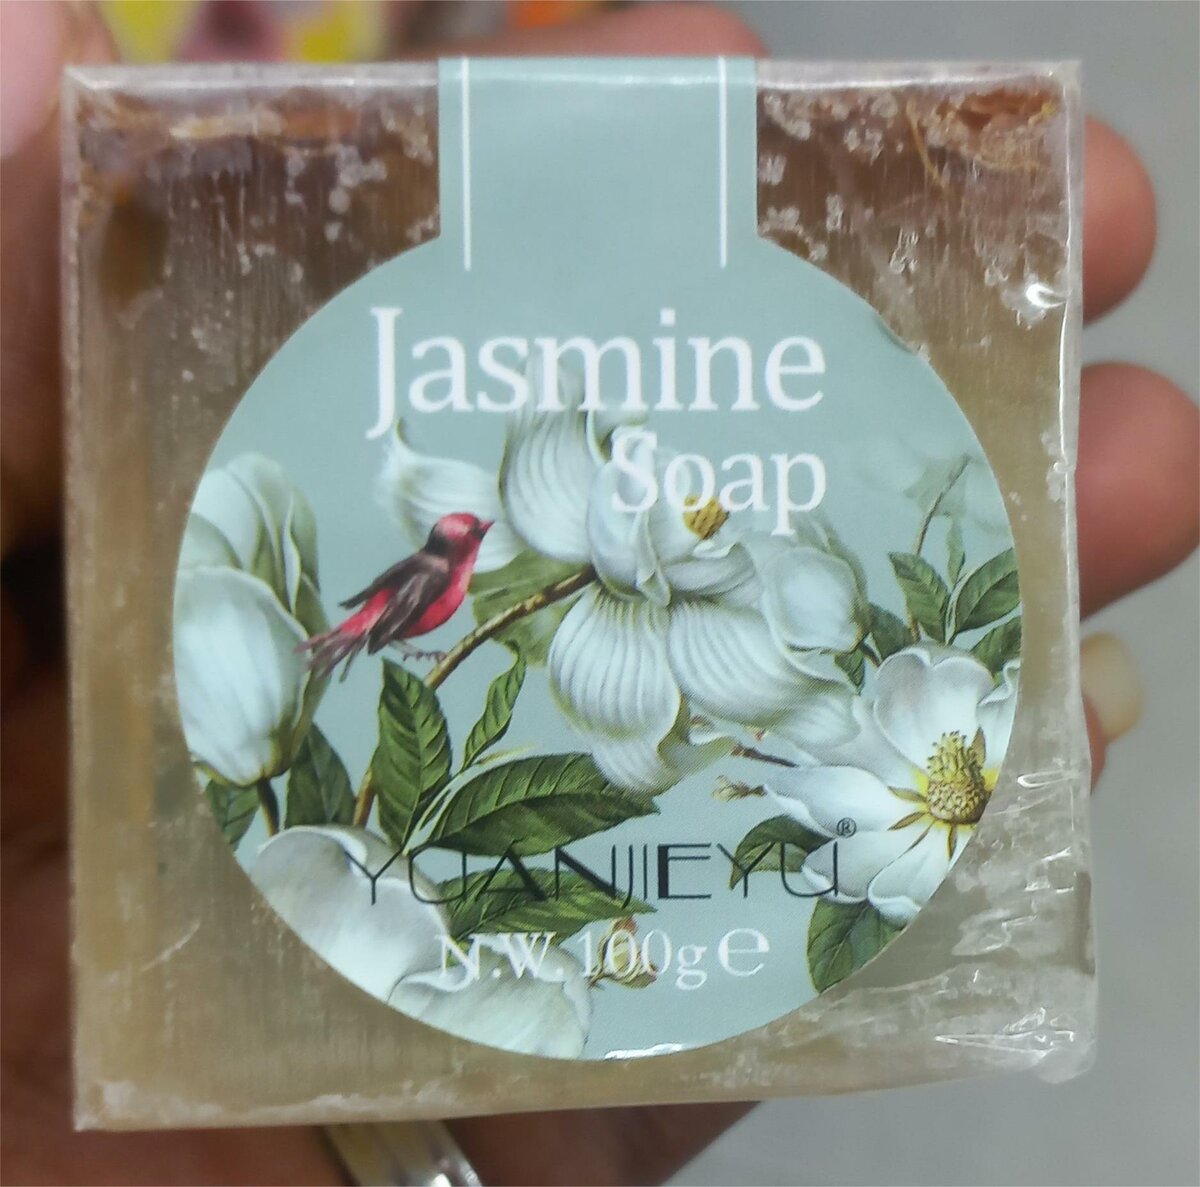 Jasmine
Soap
YUANJIEYU®
N.W. 100g ℮